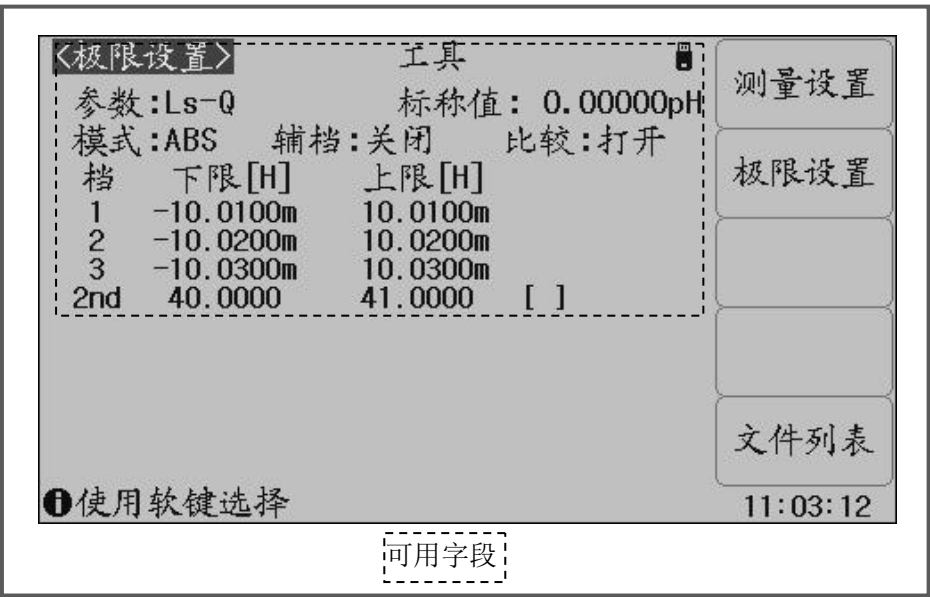 <极限设置> 工具
参数:Ls-Q 标称值: 0.00000pH
模式:ABS 辅档:关闭 比较:打开
档 下限[H] 上限[H]
1 -10.0100m 10.0100m
2 -10.0200m 10.0200m
3 -10.0300m 10.0300m
2nd 40.0000 41.0000 [ ]
测量设置
极限设置
文件列表
使用软键选择
11:03:12
可用字段